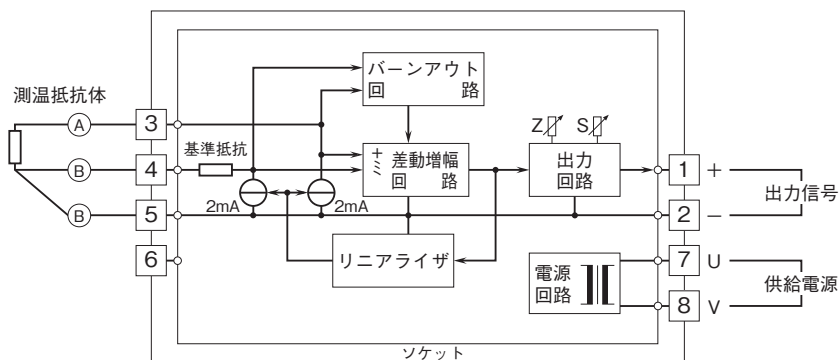 バーンアウト
回 路
測温抵抗体
A
3
Z
S
基準抵抗
B
4
+
−
差動増幅
回 路
出力
回路
1
+
出力信号
B
5
2mA
2mA
2
−
6
リニアライザ
電源
回路
7
U
供給電源
8
V
ソケット